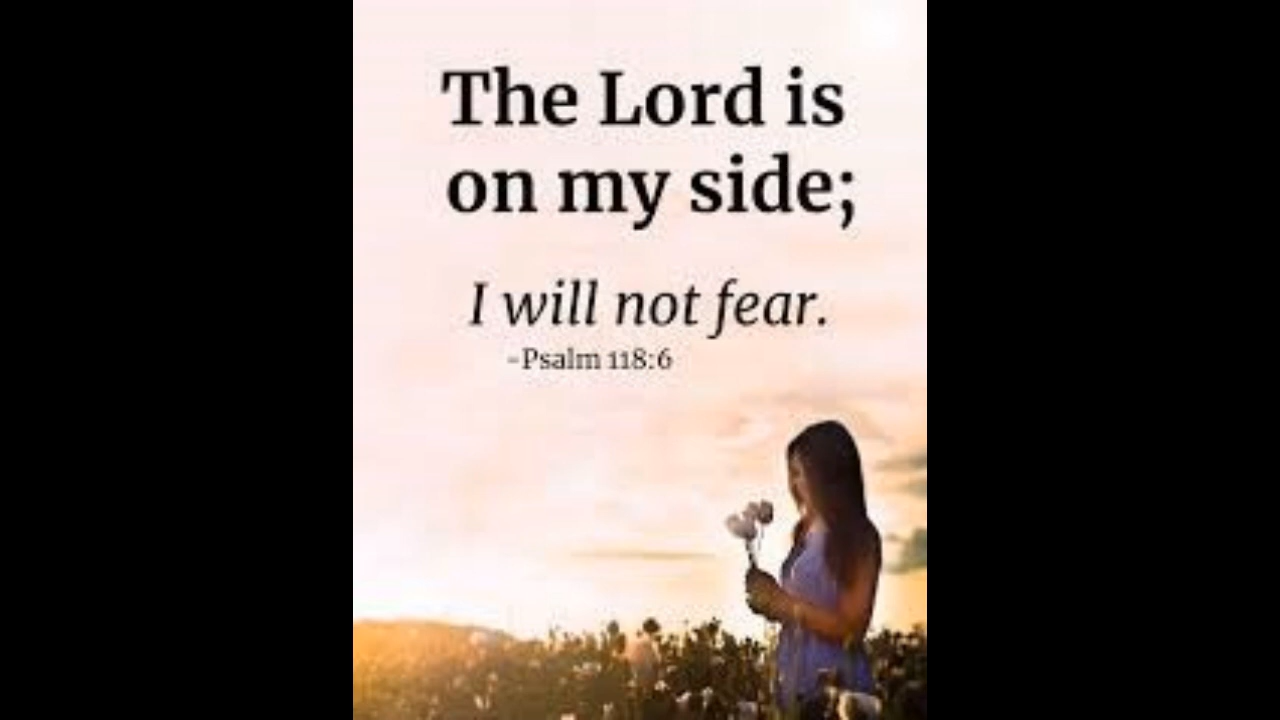 The Lord is
on my side;
I will not fear.
-Psalm 118:6